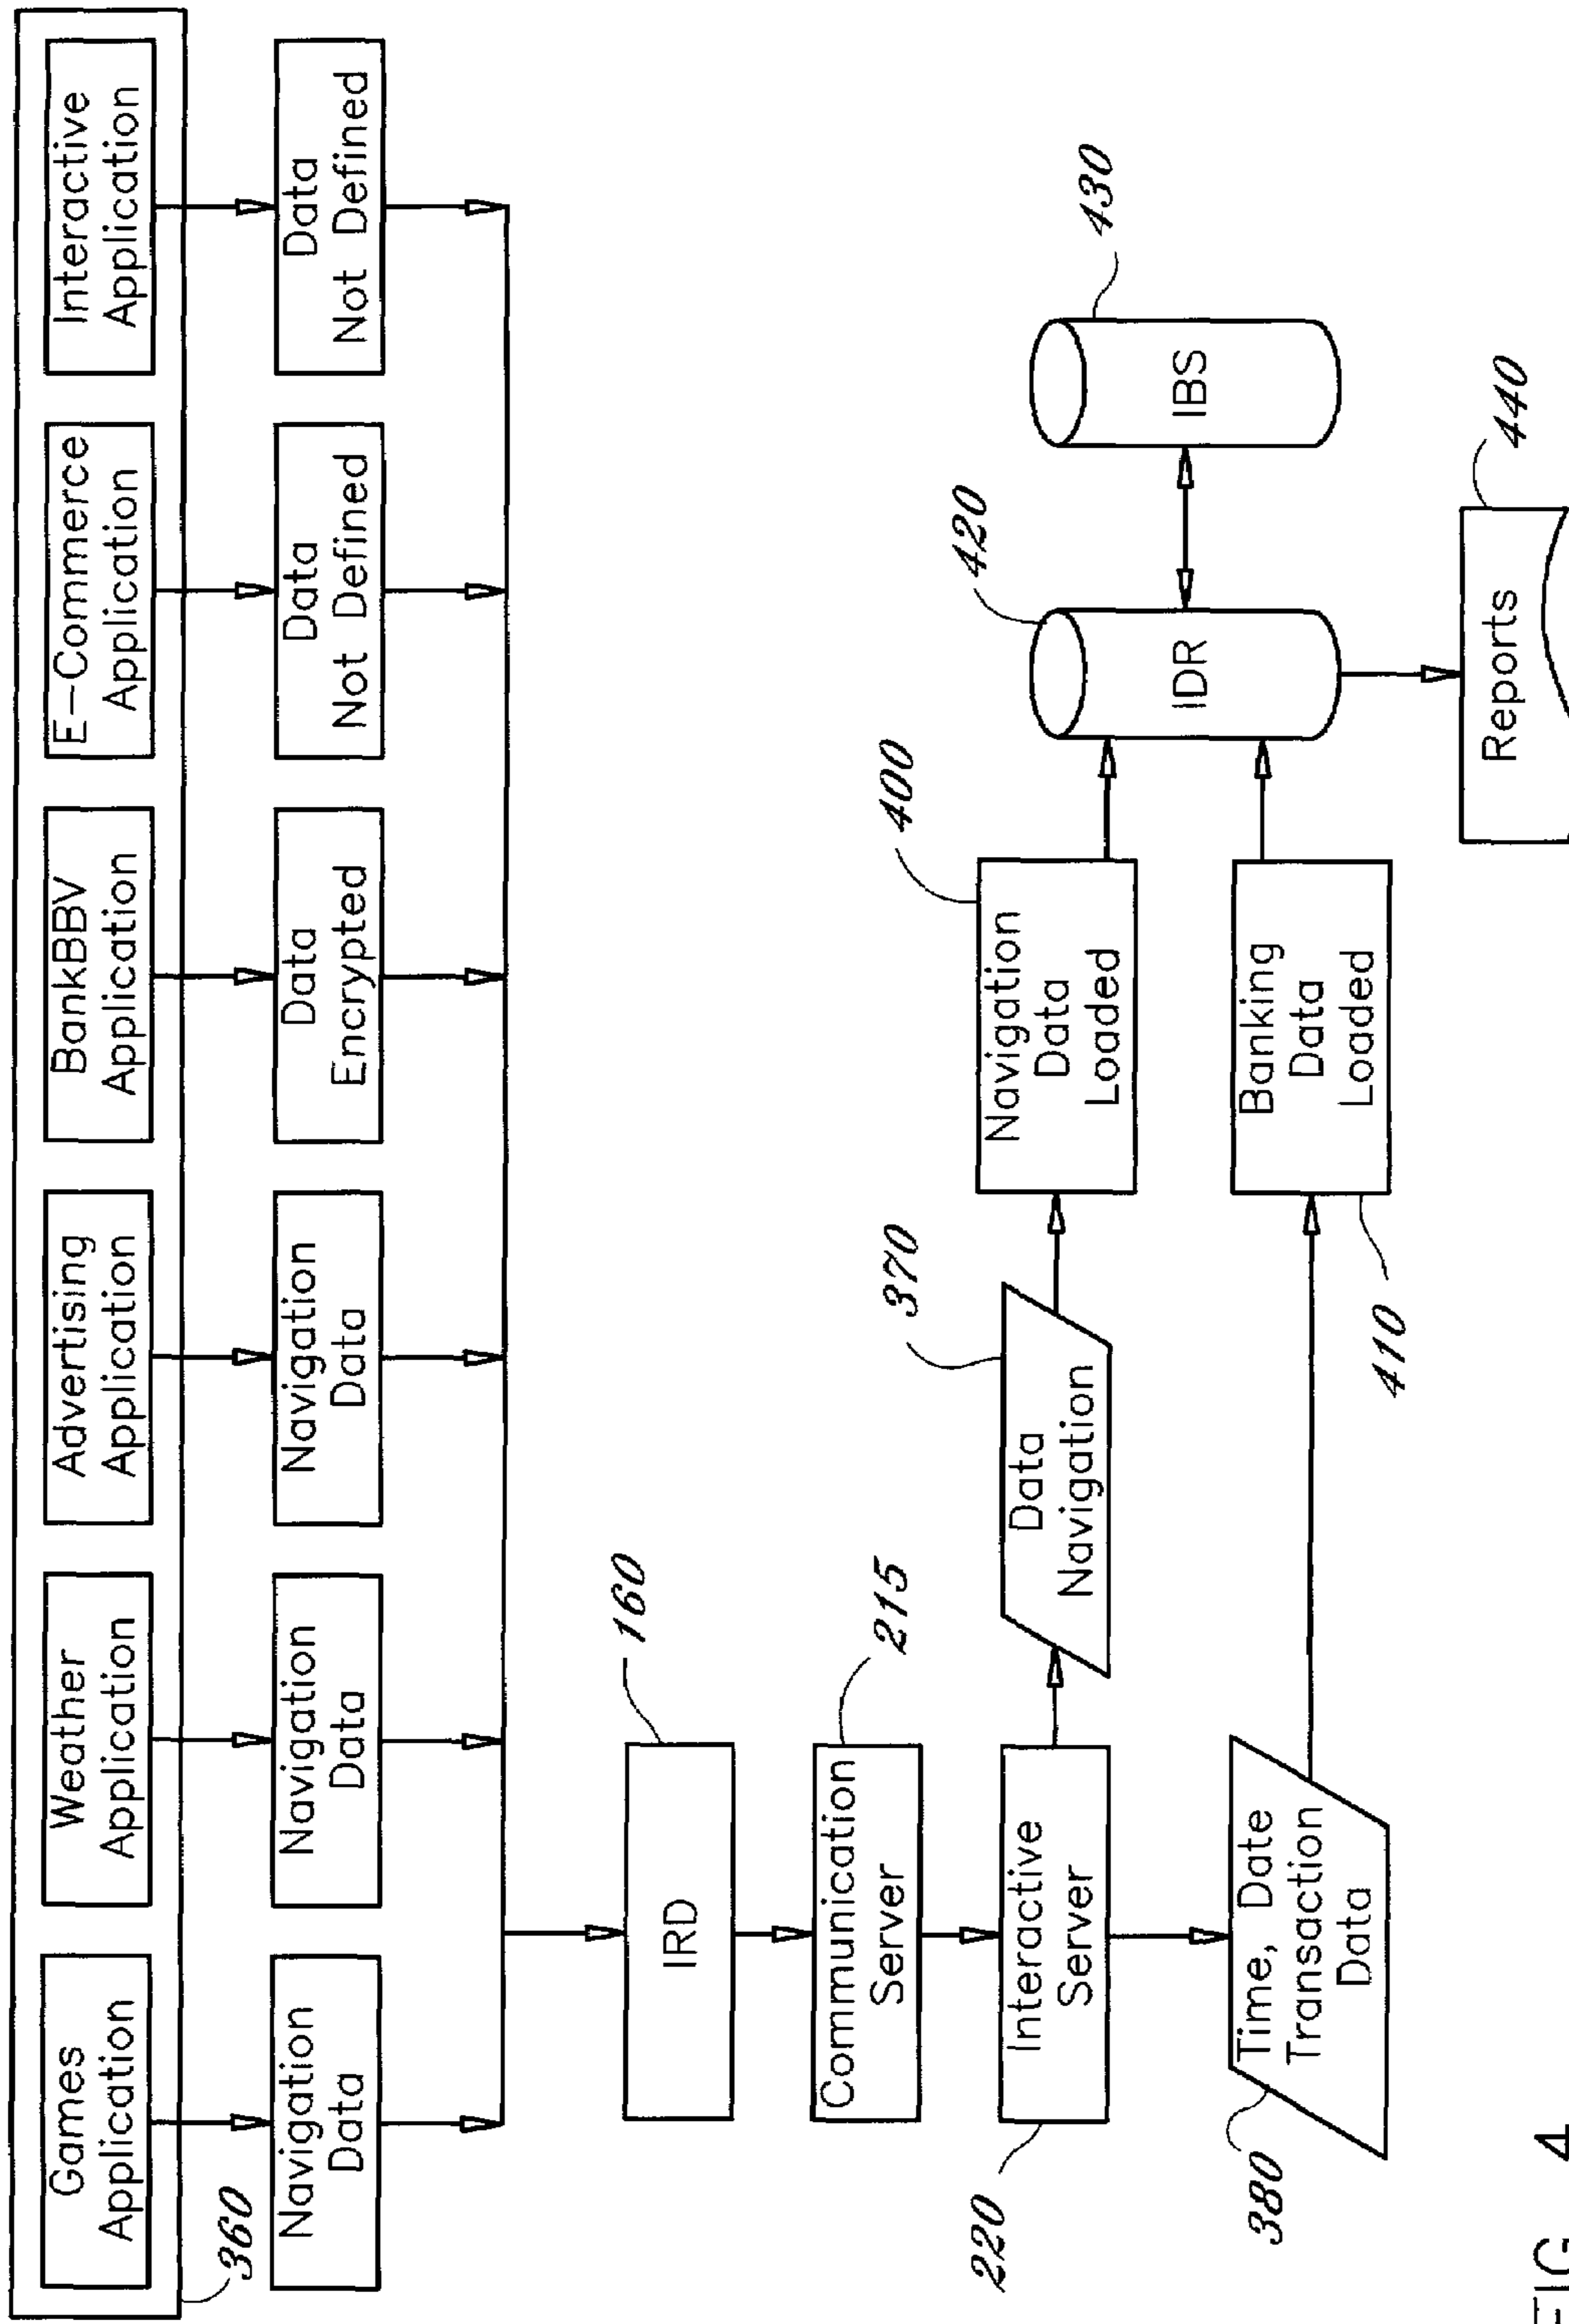 Games
Application
Weather
Application
Advertising
Application
BankBBV
Application
E-Commerce
Application
Interactive
Application
360
Navigation
Data
Navigation
Data
Navigation
Data
Data
Encrypted
Data
Not Defined
Data
Not Defined
IRD
160
Communication
Server
215
Interactive
Server
220
Data
Navigation
370
Navigation
Data
Loaded
400
IDR
420
IBS
430
Time, Date
Transaction
Data
380
Banking
Data
Loaded
410
Reports
440
FIG. 4